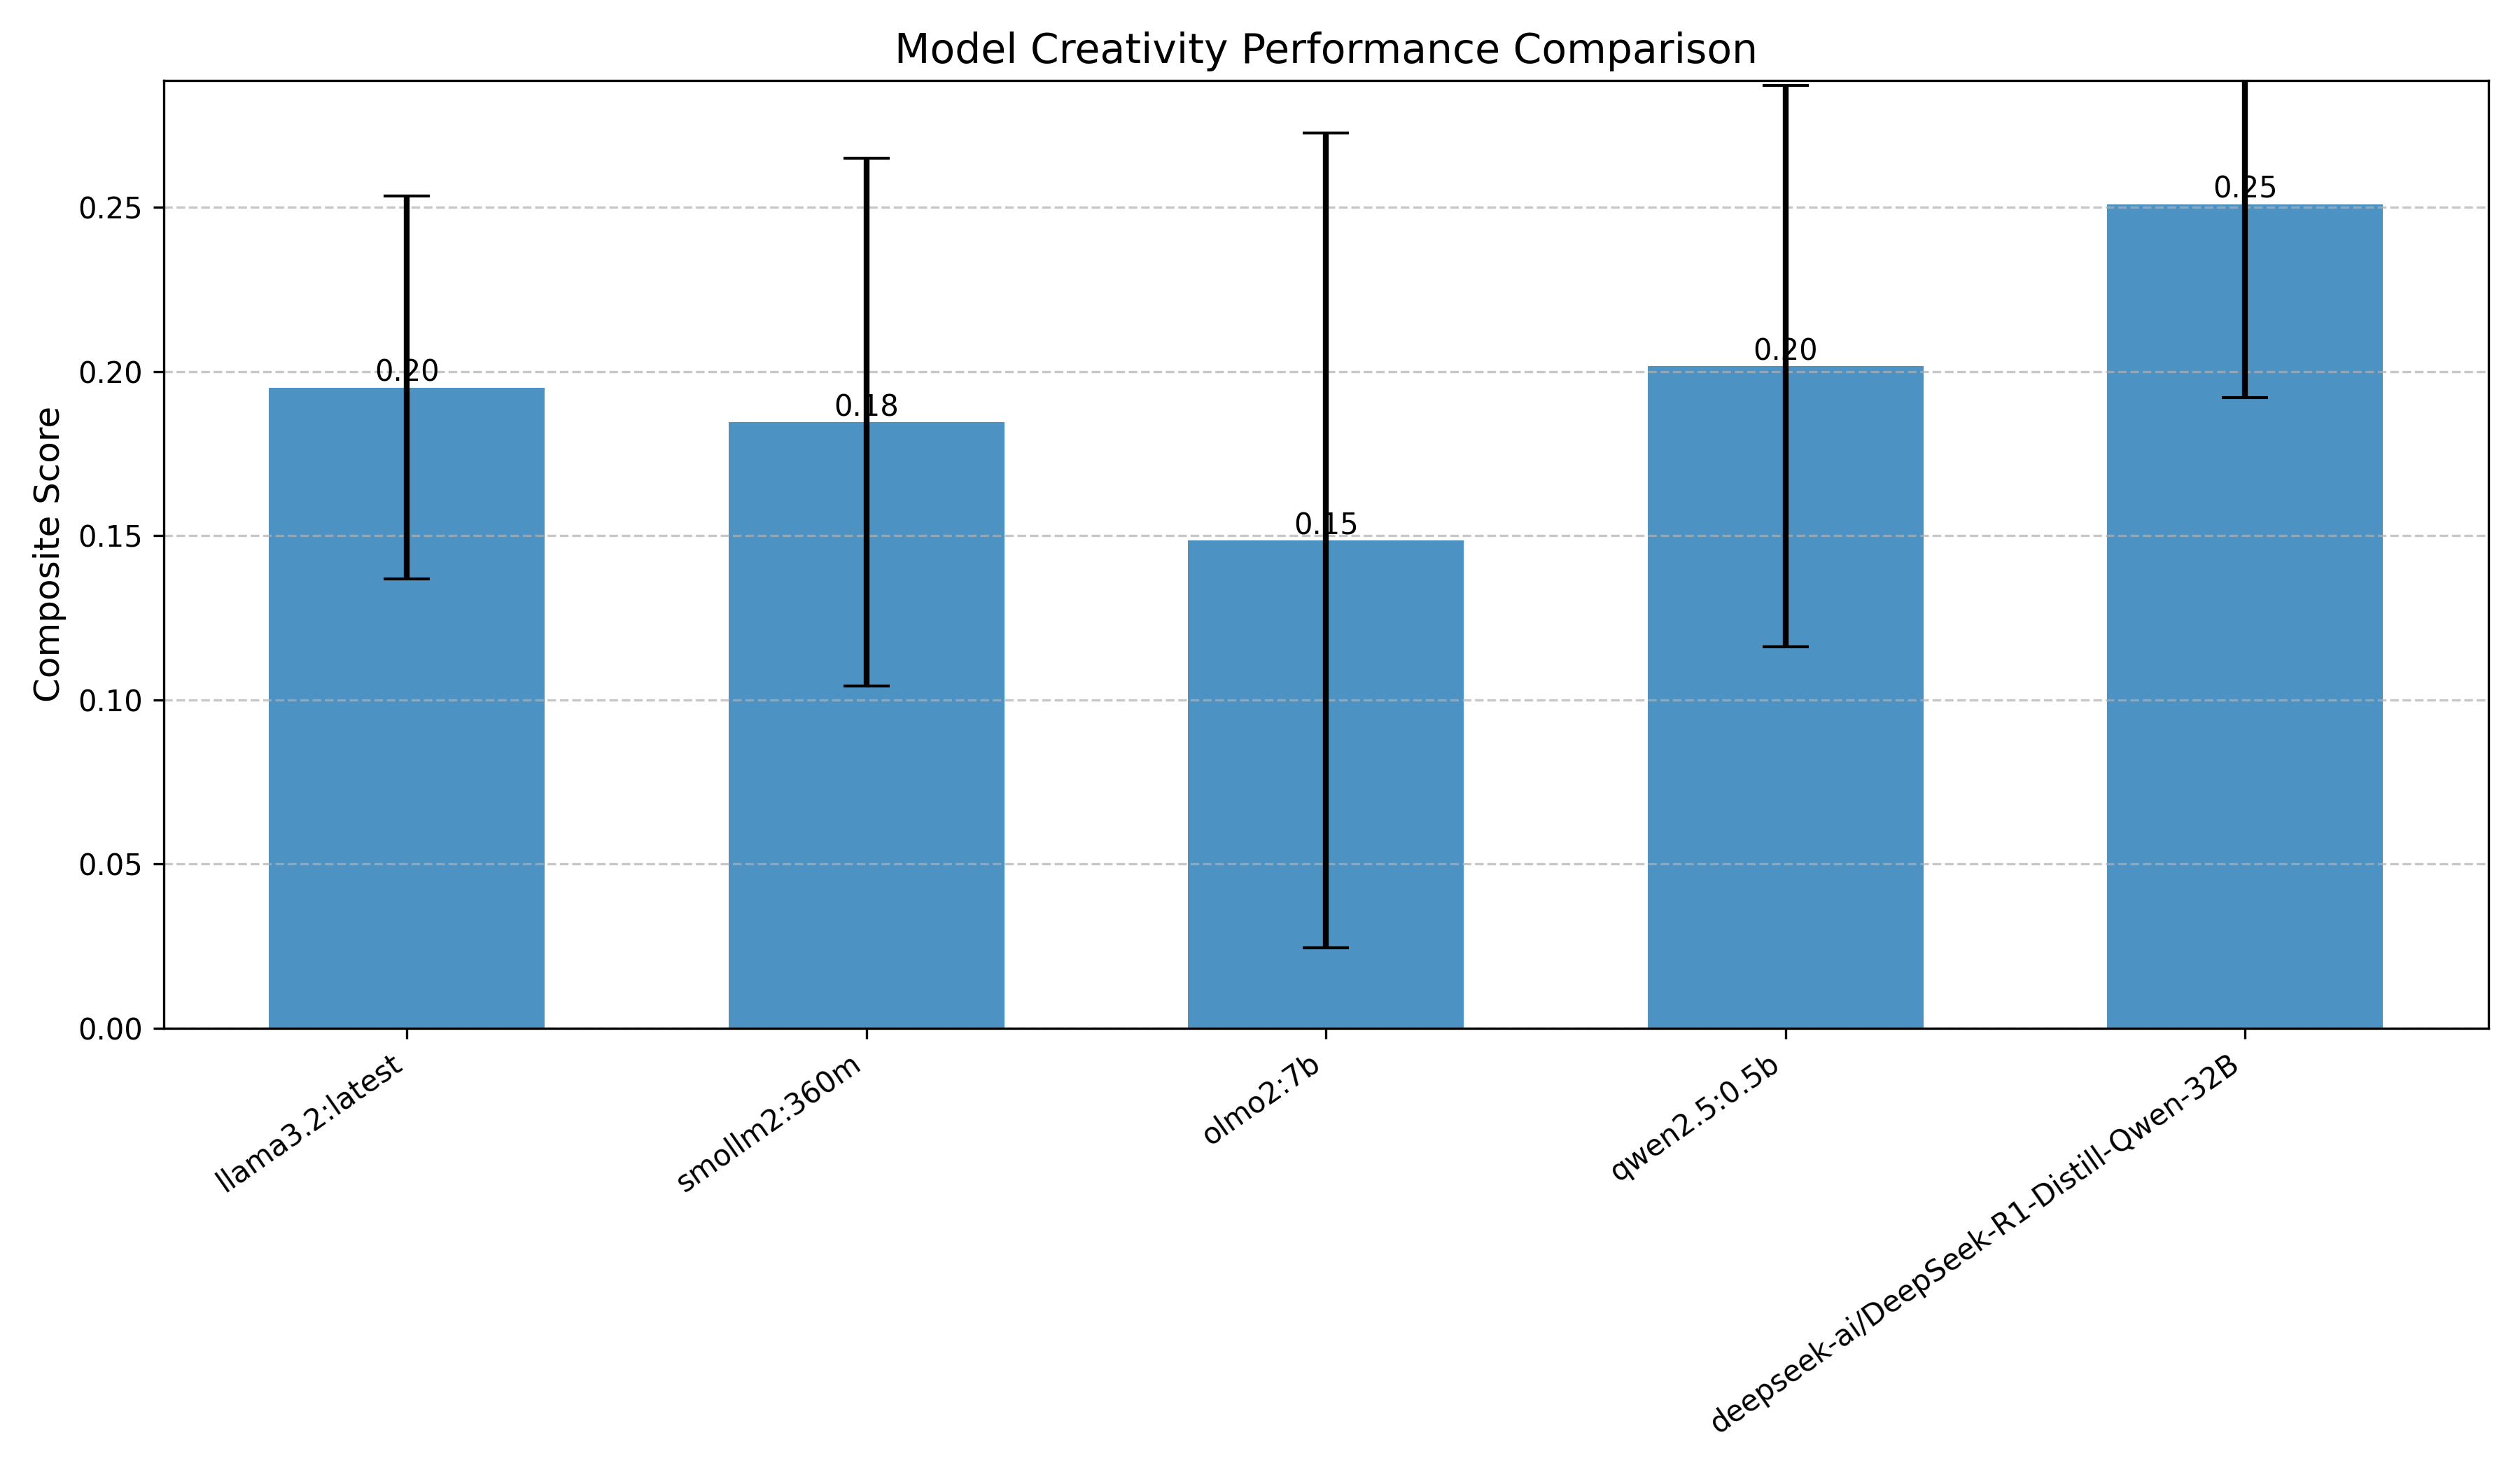 Model Creativity Performance Comparison
Composite Score
0.25
0.20
0.15
0.10
0.05
0.00
0.20
0.18
0.15
0.20
0.25
llama3.2:latest
smollm2:360m
olmo2:7b
qwen2.5:0.5b
deepseek-ai/DeepSeek-R1-Distill-Qwen-32B